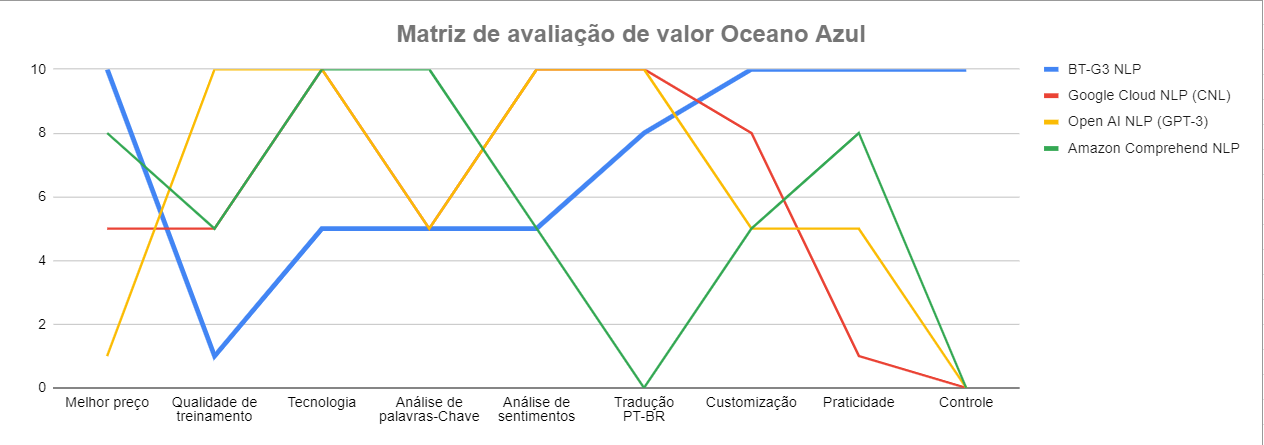 Matriz de avaliação de valor Oceano Azul
10
8
6
4
2
0
Melhor preço
Qualidade de
treinamento
Tecnologia
Análise de
palavras-Chave
Análise de
sentimentos
Tradução
PT-BR
Customização
Praticidade
Controle
BT-G3 NLP
Google Cloud NLP (CNL)
Open AI NLP (GPT-3)
Amazon Comprehend NLP